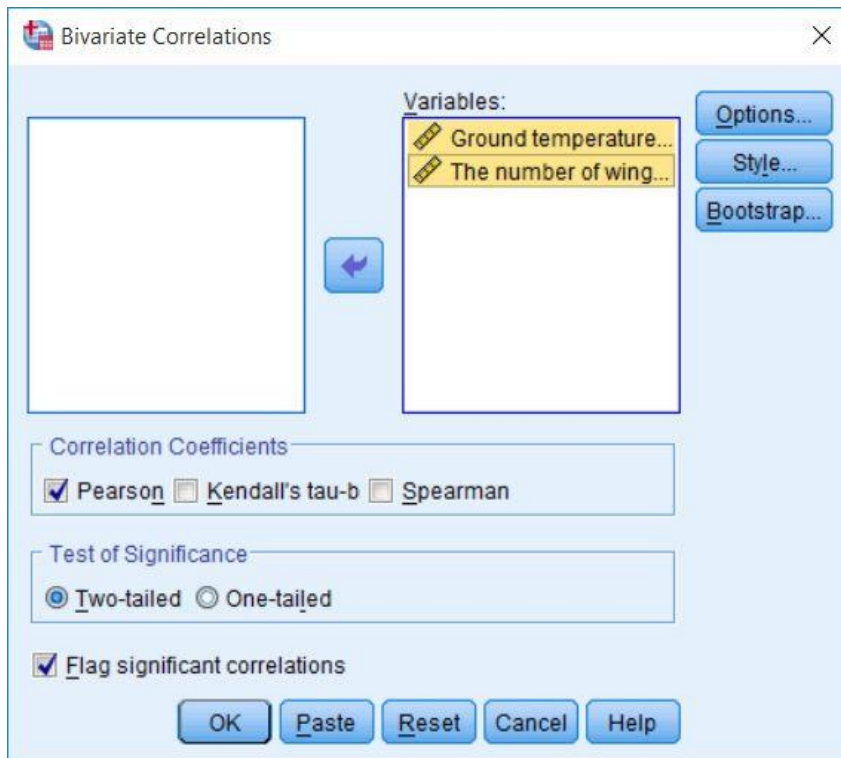 Bivariate Correlations
Variables:
Ground temperature...
The number of wing...
Options...
Style...
Bootstrap...
Correlation Coefficients
Pearson Kendall's tau-b Spearman
Test of Significance
Two-tailed One-tailed
Flag significant correlations
OK Paste Reset Cancel Help